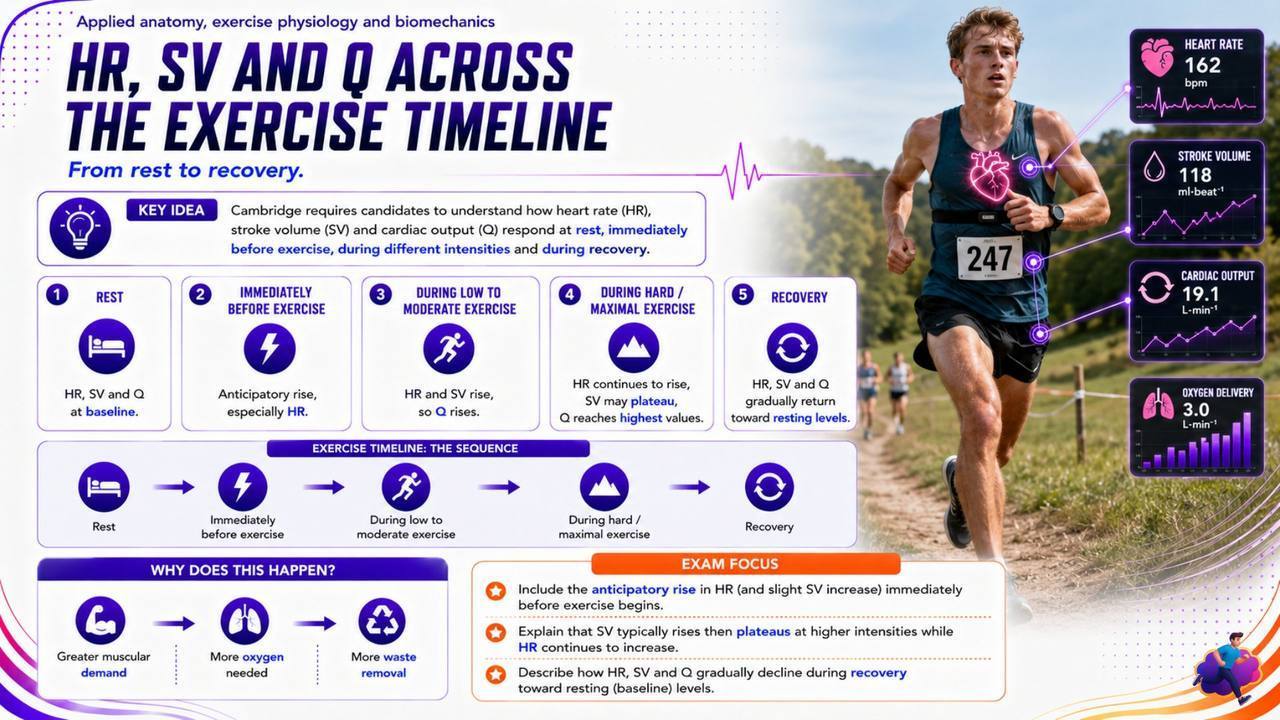 Applied anatomy, exercise physiology and biomechanics
HR, SV AND Q ACROSS
THE EXERCISE TIMELINE
From rest to recovery.
KEY IDEA
Cambridge requires candidates to understand how heart rate (HR),
stroke volume (SV) and cardiac output (Q) respond at rest, immediately
before exercise, during different intensities and during recovery.
1 REST
HR, SV and Q
at baseline.
2 IMMEDIATELY
BEFORE EXERCISE
Anticipatory rise,
especially HR.
3 DURING LOW TO
MODERATE EXERCISE
HR and SV rise,
so Q rises.
4 DURING HARD /
MAXIMAL EXERCISE
HR continues to rise,
SV may plateau,
Q reaches highest values.
5 RECOVERY
HR, SV and Q
gradually return
toward resting levels.
EXERCISE TIMELINE: THE SEQUENCE
Rest
Immediately
before exercise
During low to
moderate exercise
During hard /
maximal exercise
Recovery
WHY DOES THIS HAPPEN?
Greater muscular
demand
More oxygen
needed
More waste
removal
EXAM FOCUS
Include the anticipatory rise in HR (and slight SV increase) immediately
before exercise begins.
Explain that SV typically rises then plateaus at higher intensities while
HR continues to increase.
Describe how HR, SV and Q gradually decline during recovery
toward resting (baseline) levels.
247
HEART RATE
162
bpm
STROKE VOLUME
118
ml·beat⁻¹
CARDIAC OUTPUT
19.1
L·min⁻¹
OXYGEN DELIVERY
3.0
L·min⁻¹